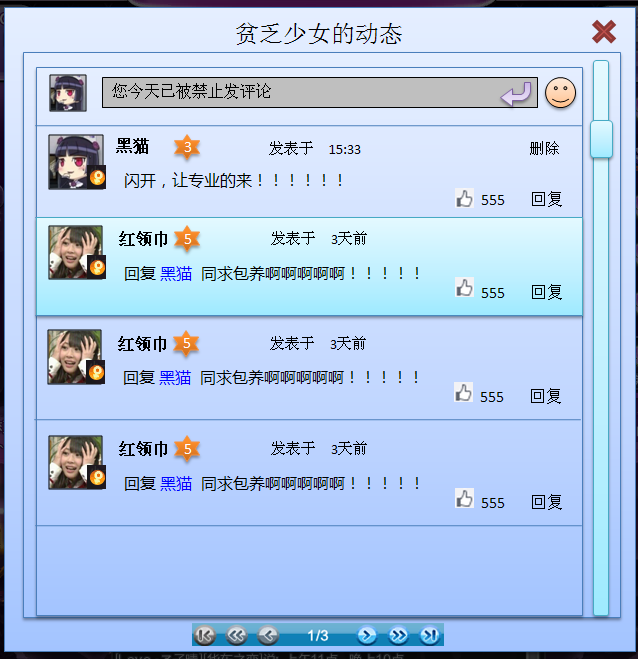 贫乏少女的动态
您今天已被禁止发评论
黑猫 3 发表于 15:33 删除
闪开，让专业的来！！！！！！
555 回复
红领巾 5 发表于 3天前
回复 黑猫 同求包养啊啊啊啊啊！！！！！
555 回复
红领巾 5 发表于 3天前
回复 黑猫 同求包养啊啊啊啊啊！！！！！
555 回复
红领巾 5 发表于 3天前
回复 黑猫 同求包养啊啊啊啊啊！！！！！
555 回复
1/3